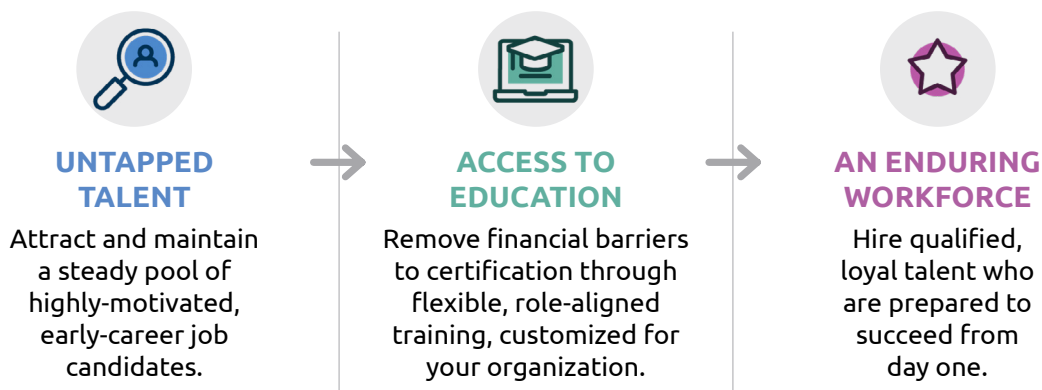 UNTAPPED
TALENT
Attract and maintain
a steady pool of
highly-motivated,
early-career job
candidates.
ACCESS TO
EDUCATION
Remove financial barriers
to certification through
flexible, role-aligned
training, customized for
your organization.
AN ENDURING
WORKFORCE
Hire qualified,
loyal talent who
are prepared to
succeed from
day one.